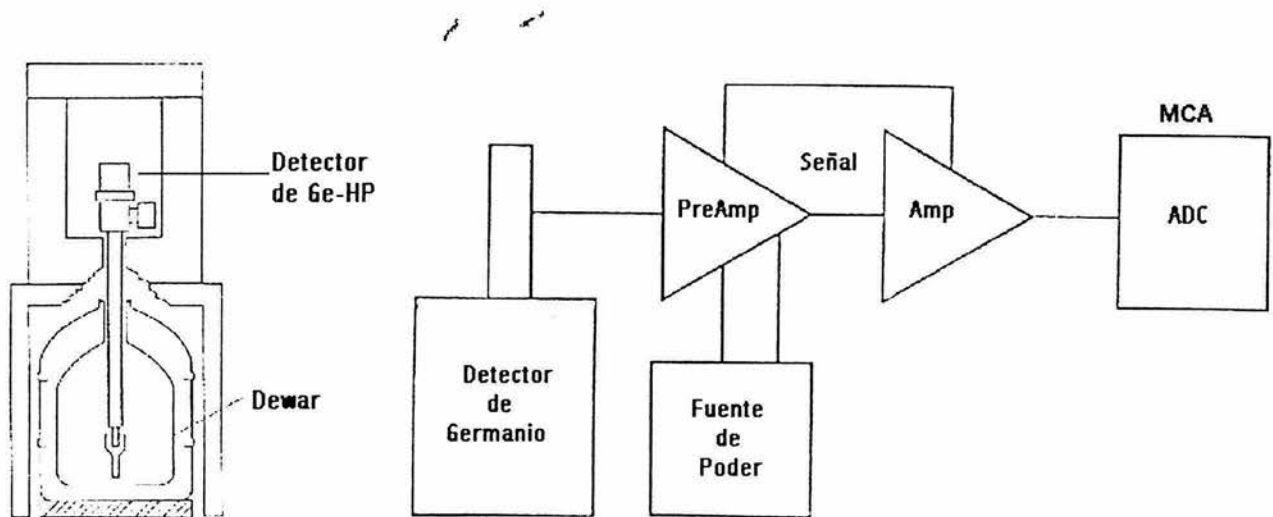 Detector
de Ge-HP
Dewar
Detector
de
Germanio
PreAmp
Señal
Amp
Fuente
de
Poder
MCA
ADC